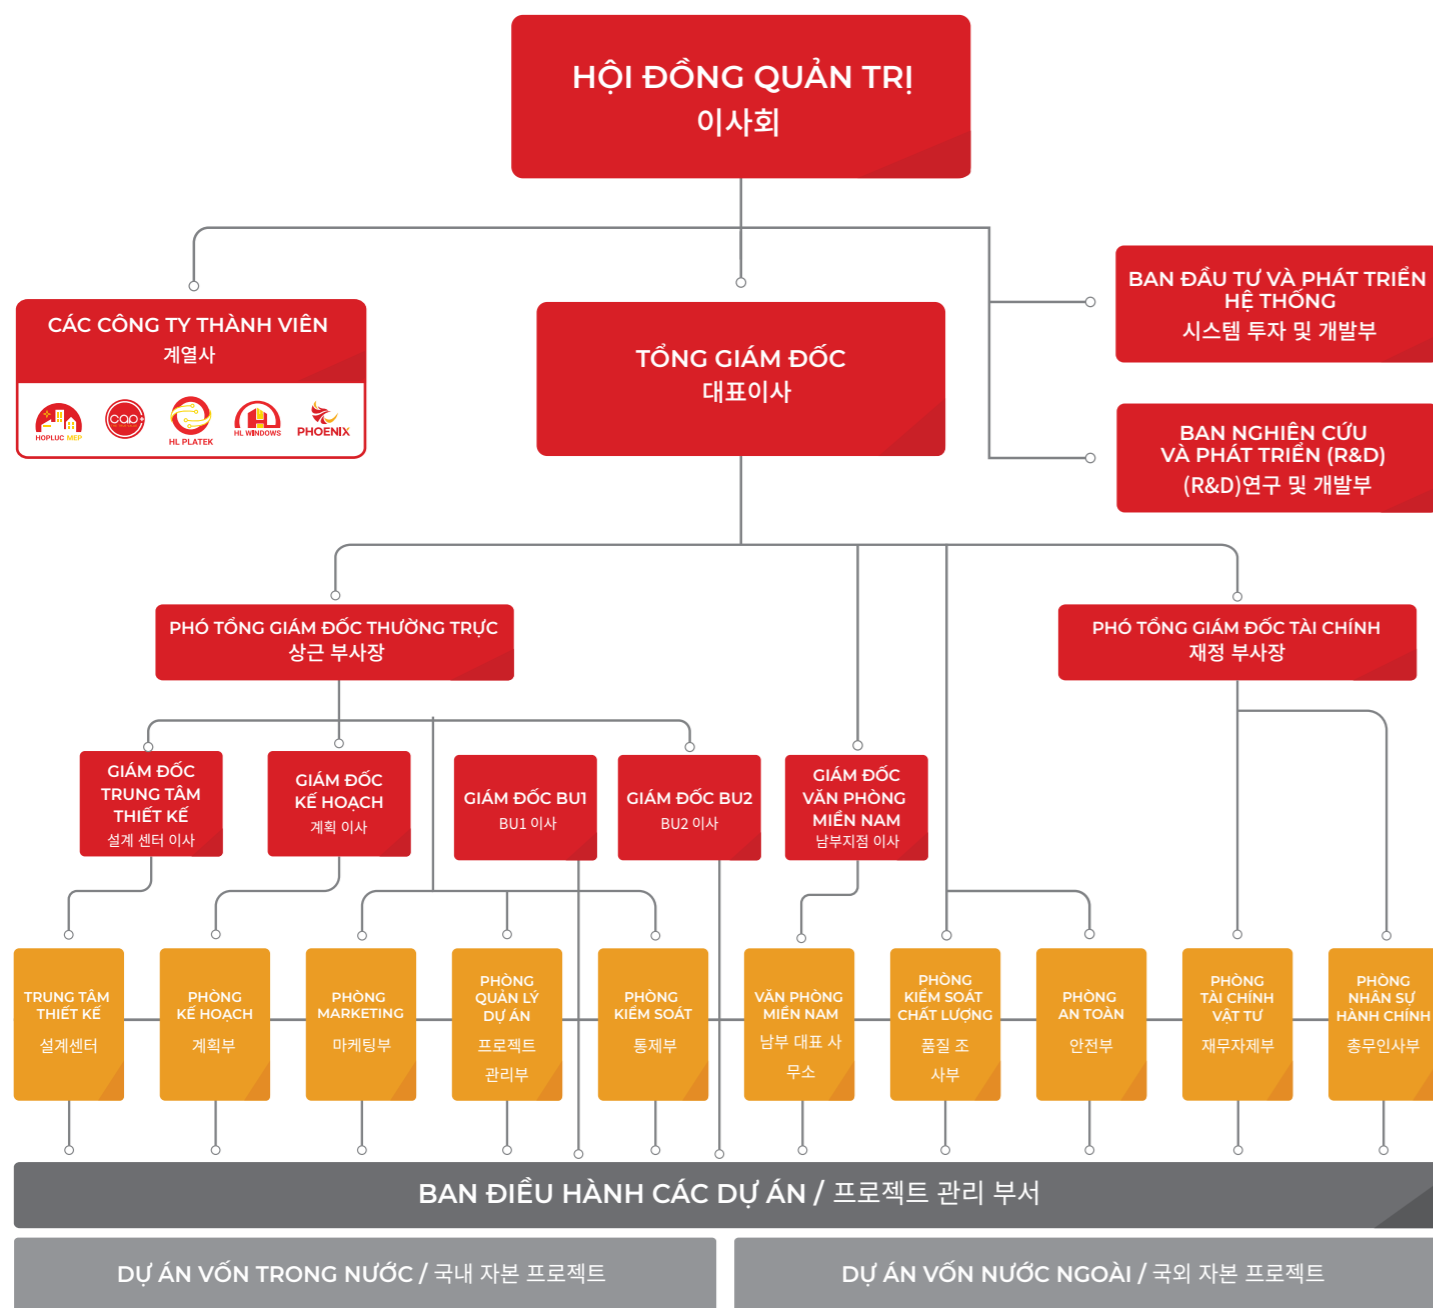 HỘI ĐỒNG QUẢN TRỊ
이사회
BAN ĐẦU TƯ VÀ PHÁT TRIỂN
HỆ THỐNG
시스템 투자 및 개발부
CÁC CÔNG TY THÀNH VIÊN
계열사
HOPLUC MEP
cap
HL PLATEK
HL WINDOWS
PHOENIX
TỔNG GIÁM ĐỐC
대표이사
BAN NGHIÊN CỨU
VÀ PHÁT TRIỂN (R&D)
(R&D)연구 및 개발부
PHÓ TỔNG GIÁM ĐỐC THƯỜNG TRỰC
상근 부사장
PHÓ TỔNG GIÁM ĐỐC TÀI CHÍNH
재정 부사장
GIÁM ĐỐC
TRUNG TÂM
THIẾT KẾ
설계 센터 이사
GIÁM ĐỐC
KẾ HOẠCH
계획 이사
GIÁM ĐỐC BU1
BU1 이사
GIÁM ĐỐC BU2
BU2 이사
GIÁM ĐỐC
VĂN PHÒNG
MIỀN NAM
남부지점 이사
TRUNG TÂM
THIẾT KẾ
설계센터
PHÒNG
KẾ HOẠCH
계획부
PHÒNG
MARKETING
마케팅부
PHÒNG
QUẢN LÝ
DỰ ÁN
프로젝트
관리부
PHÒNG
KIỂM SOÁT
통제부
VĂN PHÒNG
MIỀN NAM
남부 대표 사
무소
PHÒNG
KIỂM SOÁT
CHẤT LƯỢNG
품질 조
사부
PHÒNG
AN TOÀN
안전부
PHÒNG
TÀI CHÍNH
VẬT TƯ
재무자제부
PHÒNG
NHÂN SỰ
HÀNH CHÍNH
총무인사부
BAN ĐIỀU HÀNH CÁC DỰ ÁN / 프로젝트 관리 부서
DỰ ÁN VỐN TRONG NƯỚC / 국내 자본 프로젝트
DỰ ÁN VỐN NƯỚC NGOÀI / 국외 자본 프로젝트